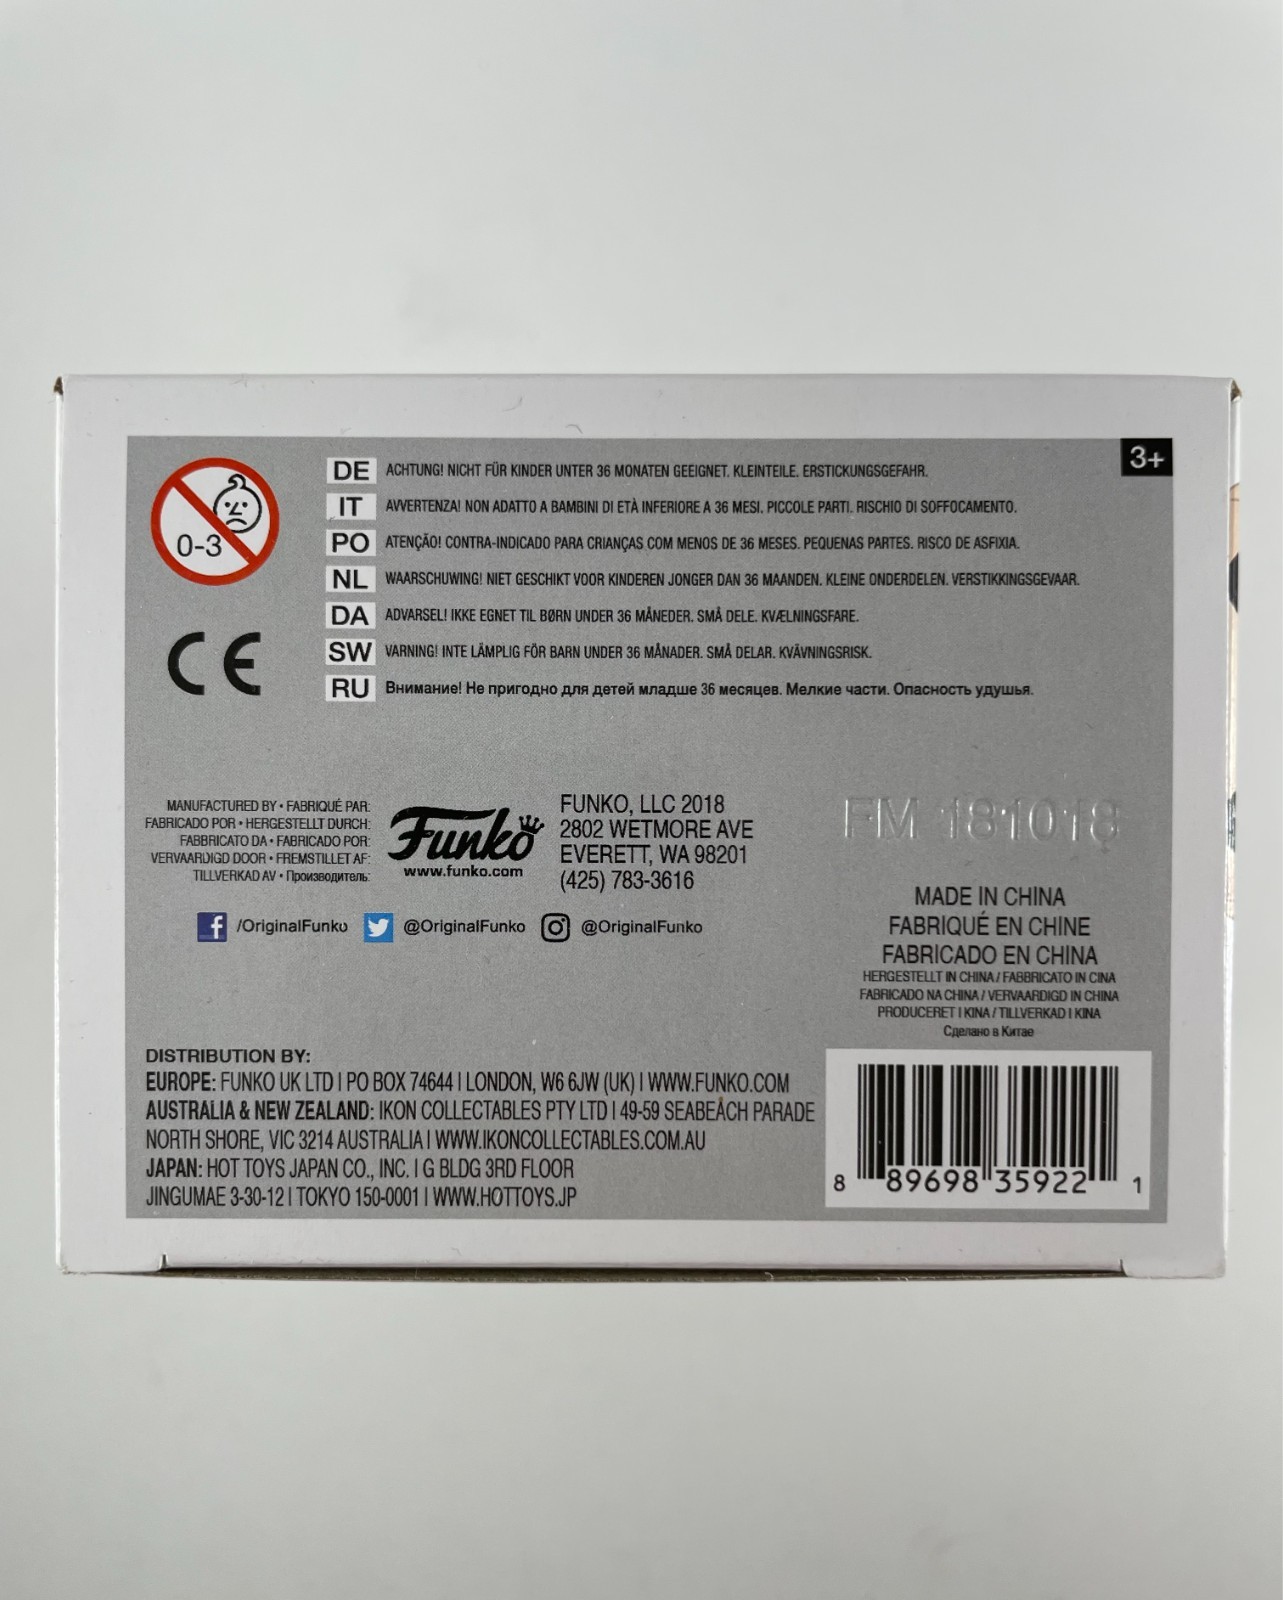 3+
0-3
CE
DE ACHTUNG! NICHT FÜR KINDER UNTER 36 MONATEN GEEIGNET. KLEINTEILE. ERSTICKUNGSGEFAHR.
IT AVVERTENZA! NON ADATTO A BAMBINI DI ETÀ INFERIORE A 36 MESI. PICCOLE PARTI. RISCHIO DI SOFFOCAMENTO.
PO ATENÇÃO! CONTRA-INDICADO PARA CRIANÇAS COM MENOS DE 36 MESES. PEQUENAS PARTES. RISCO DE ASFIXIA.
NL WAARSCHUWING! NIET GESCHIKT VOOR KINDEREN JONGER DAN 36 MAANDEN. KLEINE ONDERDELEN. VERSTIKKINGSGEVAAR.
DA ADVARSEL! IKKE EGNET TIL BØRN UNDER 36 MÅNEDER. SMÅ DELE. KVÆLNINGSFARE.
SW VARNING! INTE LÄMPLIG FÖR BARN UNDER 36 MÅNADER. SMÅ DELAR. KVÄVNINGSRISK.
RU Внимание! Не пригодно для детей младше 36 месяцев. Мелкие части. Опасность удушья.
MANUFACTURED BY • FABRIQUÉ PAR:
FABRICADO POR • HERGESTELLT DURCH:
FABBRICATO DA • FABRICADO POR:
VERVAARDIGD DOOR • FREMSTILLET AF:
TILLVERKAD AV • Производитель:
Funko
www.funko.com
FUNKO, LLC 2018
2802 WETMORE AVE
EVERETT, WA 98201
(425) 783-3616
FM 181018
/OriginalFunko @OriginalFunko @OriginalFunko
MADE IN CHINA
FABRIQUÉ EN CHINE
FABRICADO EN CHINA
HERGESTELLT IN CHINA / FABBRICATO IN CINA
FABRICADO NA CHINA / VERVAARDIGD IN CHINA
PRODUCERET I KINA / TILLVERKAD I KINA
Сделано в Китае
DISTRIBUTION BY:
EUROPE: FUNKO UK LTD | PO BOX 74644 | LONDON, W6 6JW (UK) | WWW.FUNKO.COM
AUSTRALIA & NEW ZEALAND: IKON COLLECTABLES PTY LTD | 49-59 SEABEACH PARADE
NORTH SHORE, VIC 3214 AUSTRALIA | WWW.IKONCOLLECTABLES.COM.AU
JAPAN: HOT TOYS JAPAN CO., INC. | G BLDG 3RD FLOOR
JINGUMAE 3-30-12 | TOKYO 150-0001 | WWW.HOTTOYS.JP
8 89698 35922 1